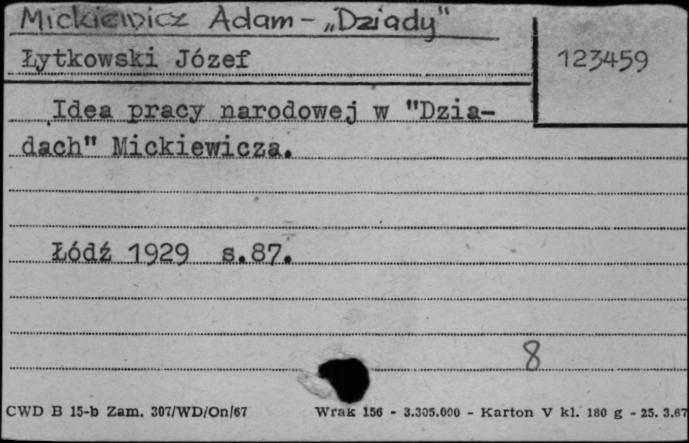 Mickiewicz Adam - „Dziady"
Łytkowski Józef
123459
Idea pracy narodowej w "Dzia-
dach" Mickiewicza.
Łódź 1929 s.87.
8
CWD B 15-b Zam. 307/WD/On/67 Wrak 156 - 3.305.000 - Karton V kl. 180 g - 25. 3.67